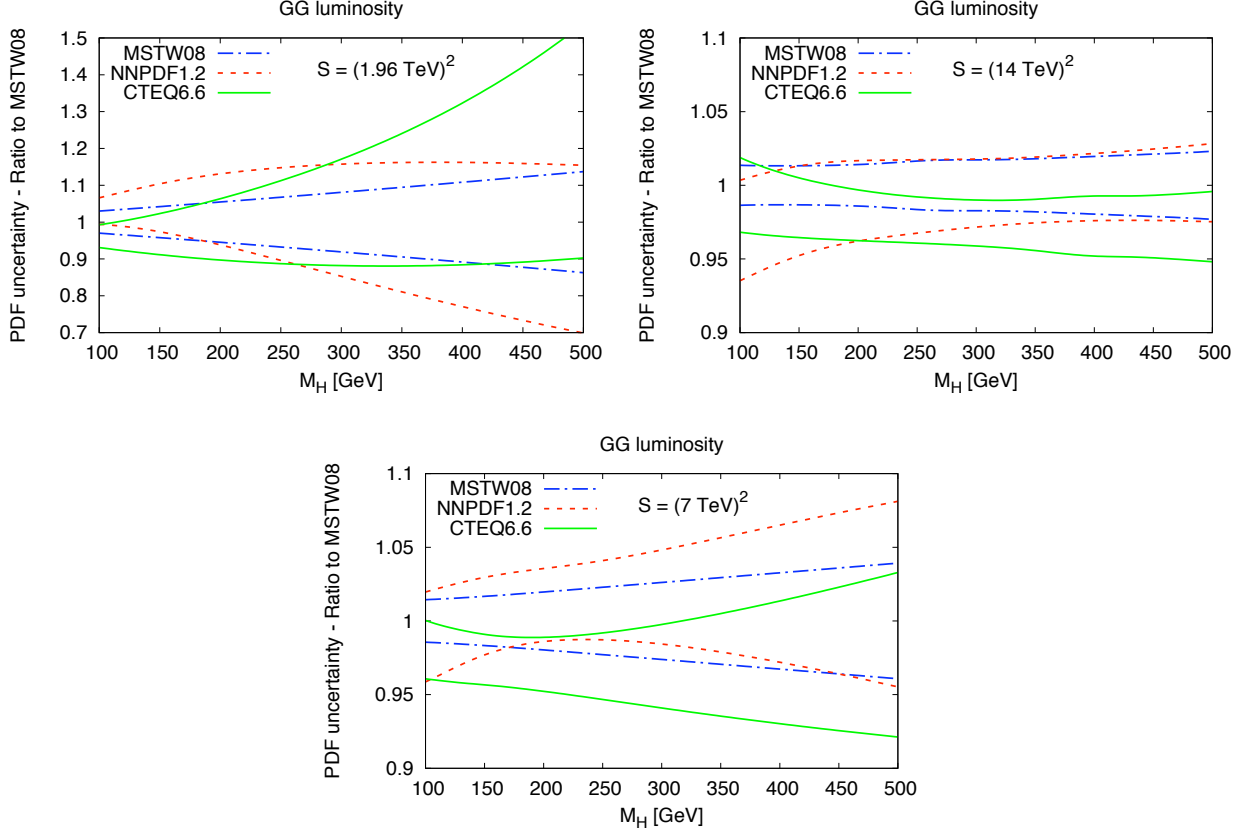 GG luminosity
PDF uncertainty - Ratio to MSTW08
1.5
1.4
1.3
1.2
1.1
1
0.9
0.8
0.7
MSTW08
NNPDF1.2
CTEQ6.6
S = (1.96 TeV)²
100 150 200 250 300 350 400 450 500
M_H [GeV]
GG luminosity
PDF uncertainty - Ratio to MSTW08
1.1
1.05
1
0.95
0.9
MSTW08
NNPDF1.2
CTEQ6.6
S = (14 TeV)²
100 150 200 250 300 350 400 450 500
M_H [GeV]
GG luminosity
PDF uncertainty - Ratio to MSTW08
1.1
1.05
1
0.95
0.9
MSTW08
NNPDF1.2
CTEQ6.6
S = (7 TeV)²
100 150 200 250 300 350 400 450 500
M_H [GeV]